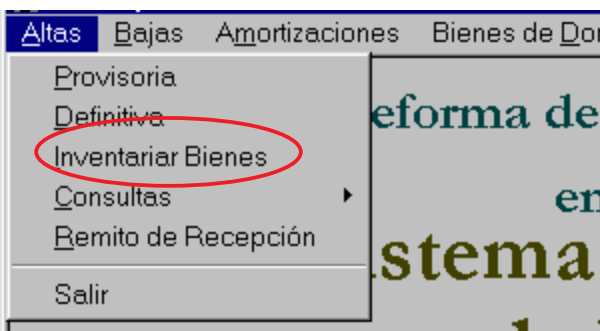 Altas Bajas Amortizaciones Bienes de
Provisoria
Definitiva
Inventariar Bienes
Consultas
Remito de Recepción
Salir
eforma de
en
stema